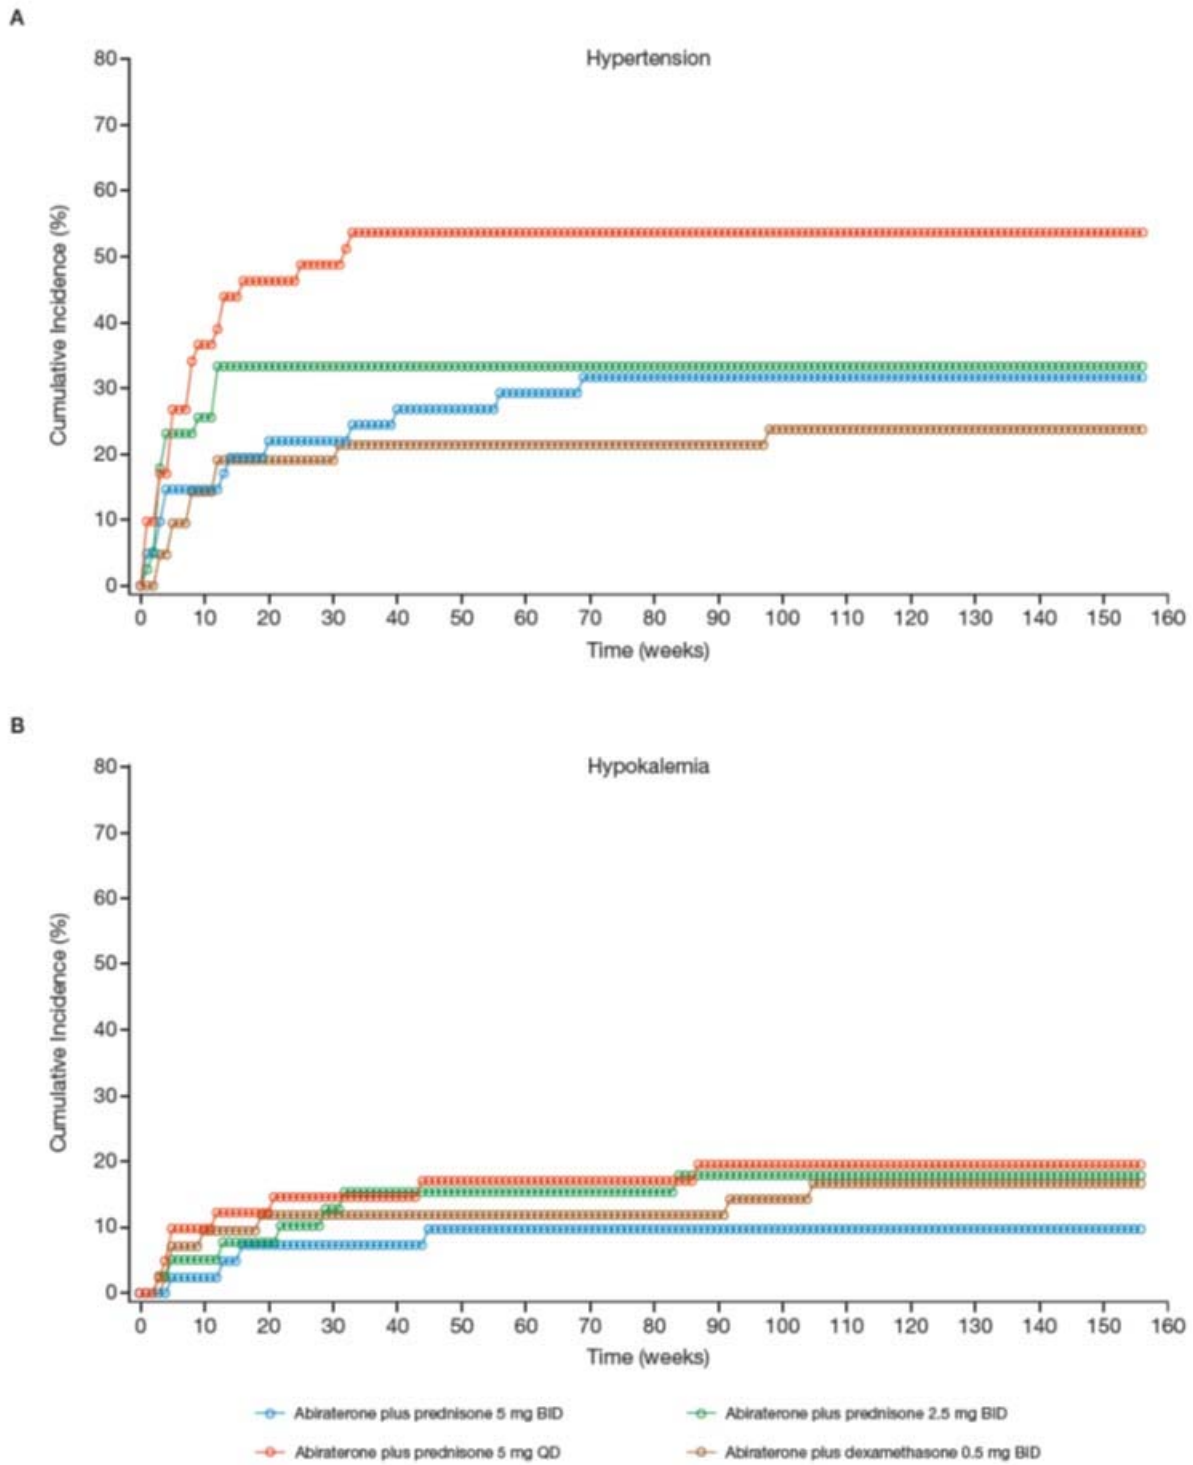 A
Hypertension
80
70
60
50
40
30
20
10
0
Cumulative Incidence (%)
0 10 20 30 40 50 60 70 80 90 100 110 120 130 140 150 160
Time (weeks)
B
Hypokalemia
80
70
60
50
40
30
20
10
0
Cumulative Incidence (%)
0 10 20 30 40 50 60 70 80 90 100 110 120 130 140 150 160
Time (weeks)
Abiraterone plus prednisone 5 mg BID
Abiraterone plus prednisone 2.5 mg BID
Abiraterone plus prednisone 5 mg QD
Abiraterone plus dexamethasone 0.5 mg BID